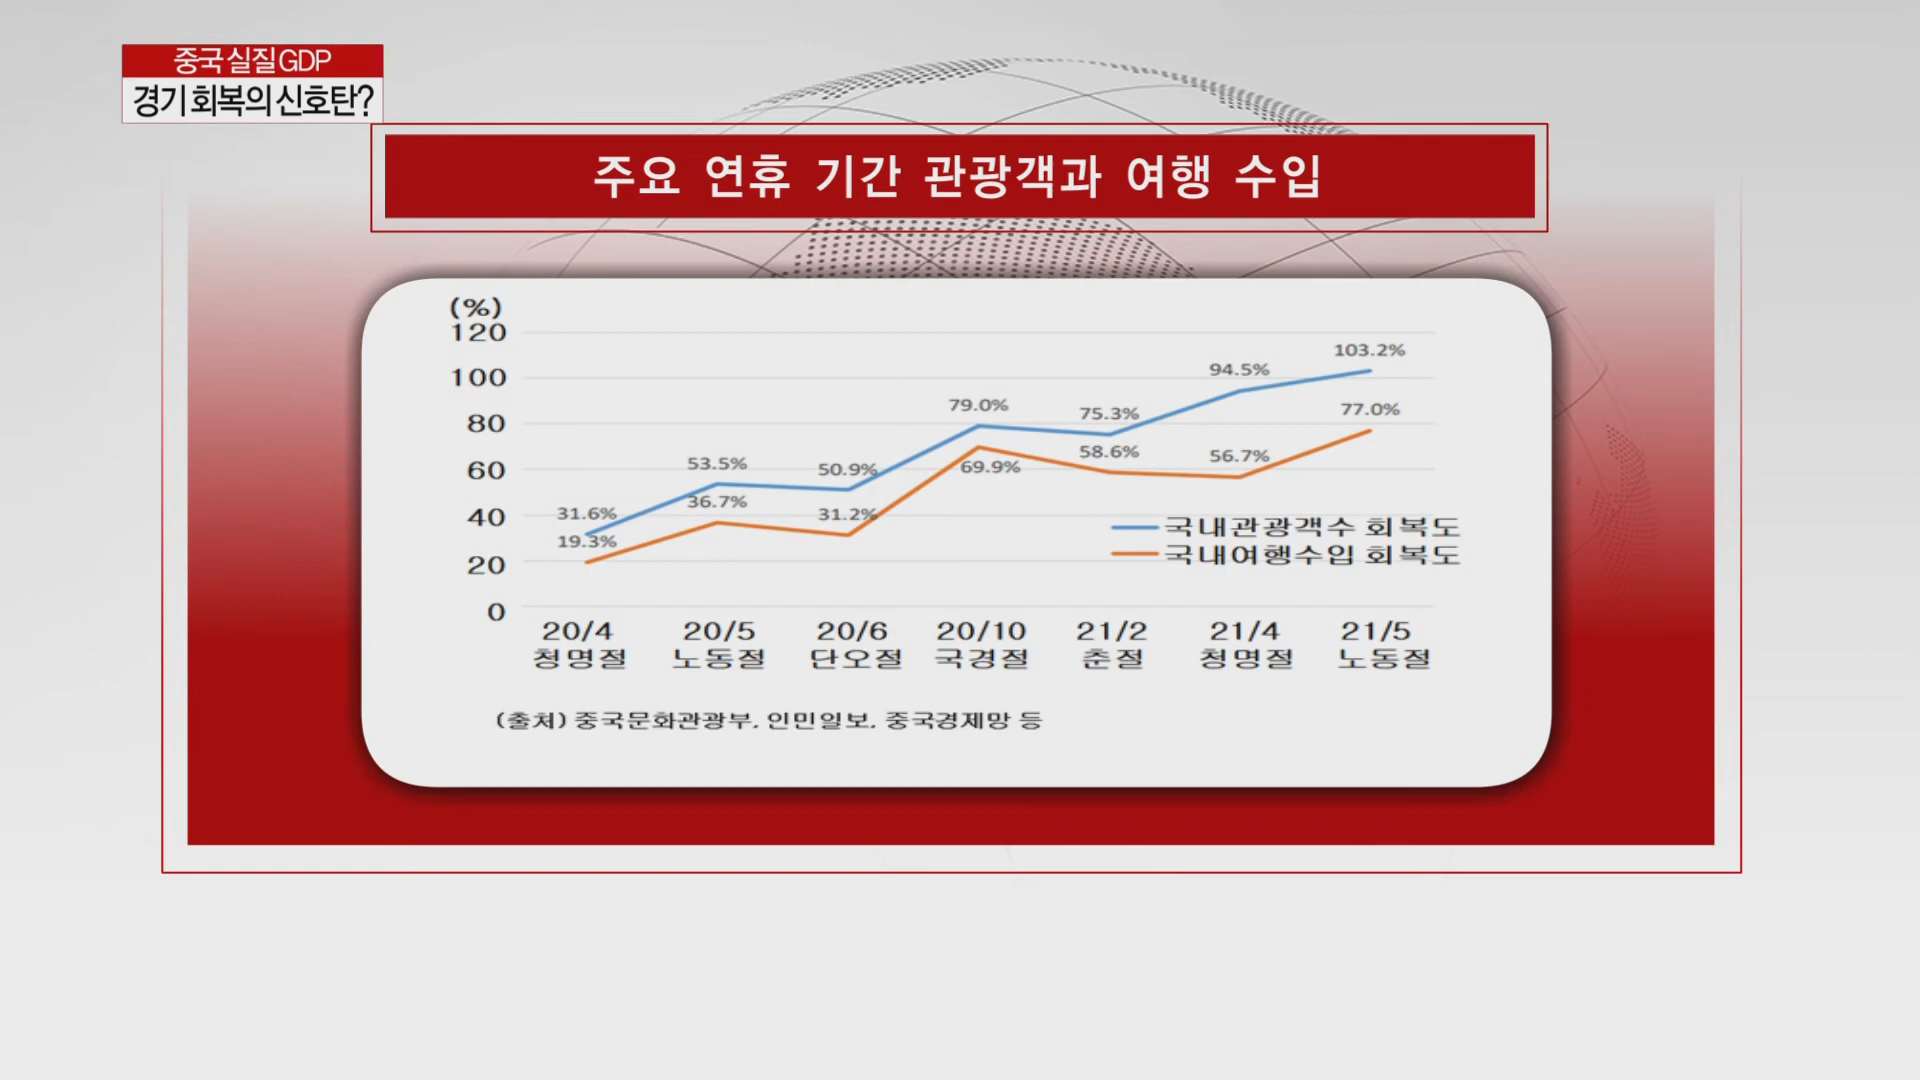 중국 실질 GDP
경기 회복의 신호탄?
주요 연휴 기간 관광객과 여행 수입
(%)
120
100
80
60
40
20
0
103.2%
94.5%
79.0%
75.3%
77.0%
53.5%
50.9%
58.6%
56.7%
69.9%
36.7%
31.2%
31.6%
19.3%
국내관광객수 회복도
국내여행수입 회복도
20/4 20/5 20/6 20/10 21/2 21/4 21/5
청명절 노동절 단오절 국경절 춘절 청명절 노동절
(출처) 중국문화관광부, 인민일보, 중국경제망 등